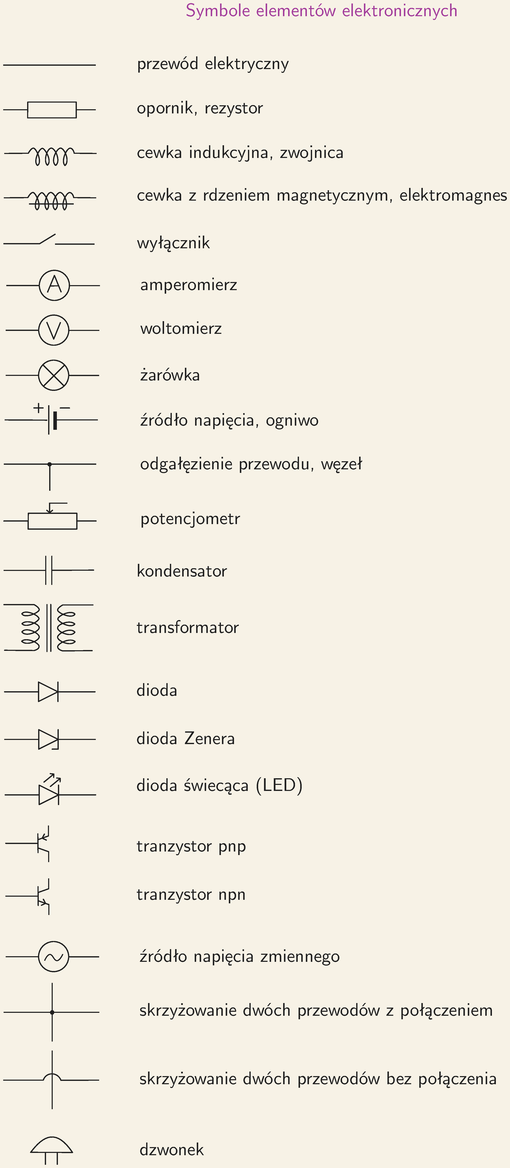 Symbole elementów elektronicznych
przewód elektryczny
opornik, rezystor
cewka indukcyjna, zwojnica
cewka z rdzeniem magnetycznym, elektromagnes
wyłącznik
A amperomierz
V woltomierz
żarówka
+ − źródło napięcia, ogniwo
odgałęzienie przewodu, węzeł
potencjometr
kondensator
transformator
dioda
dioda Zenera
dioda świecąca (LED)
tranzystor pnp
tranzystor npn
źródło napięcia zmiennego
skrzyżowanie dwóch przewodów z połączeniem
skrzyżowanie dwóch przewodów bez połączenia
dzwonek